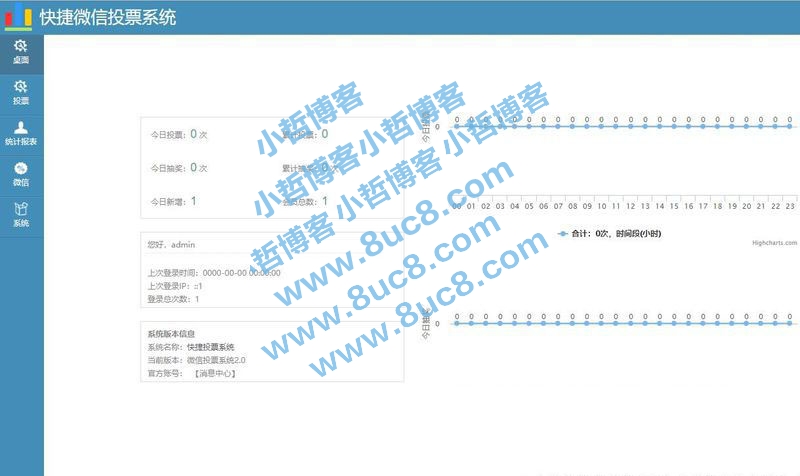 快捷微信投票系统
桌面
投票
统计报表
微信
系统
今日投票：0 次
累计投票：0
今日抽奖：0 次
累计抽奖：0 次
今日新增：1
会员总数：1
您好，admin
上次登录时间：0000-00-00 00:00:00
上次登录IP：::1
登录总次数：1
系统版本信息
系统名称：快捷投票系统
当前版本：微信投票系统2.0
官方账号：【消息中心】
今日投票
0 0 0 0 0 0 0 0 0 0 0 0 0 0 0 0 0 0 0 0 0 0 0 0
0
00 01 02 03 04 05 06 07 08 09 10 11 12 13 14 15 16 17 18 19 20 21 22 23
合计：0次，时间段(小时)
Highcharts.com
今日抽奖
0 0 0 0 0 0 0 0 0 0 0 0 0 0 0 0 0 0 0 0 0 0 0 0
0
小哲博客
小哲博客
小哲博客
小哲博客
小哲博客
哲博客
www.8uc8.com
www.8uc8.com
www.8uc8.com